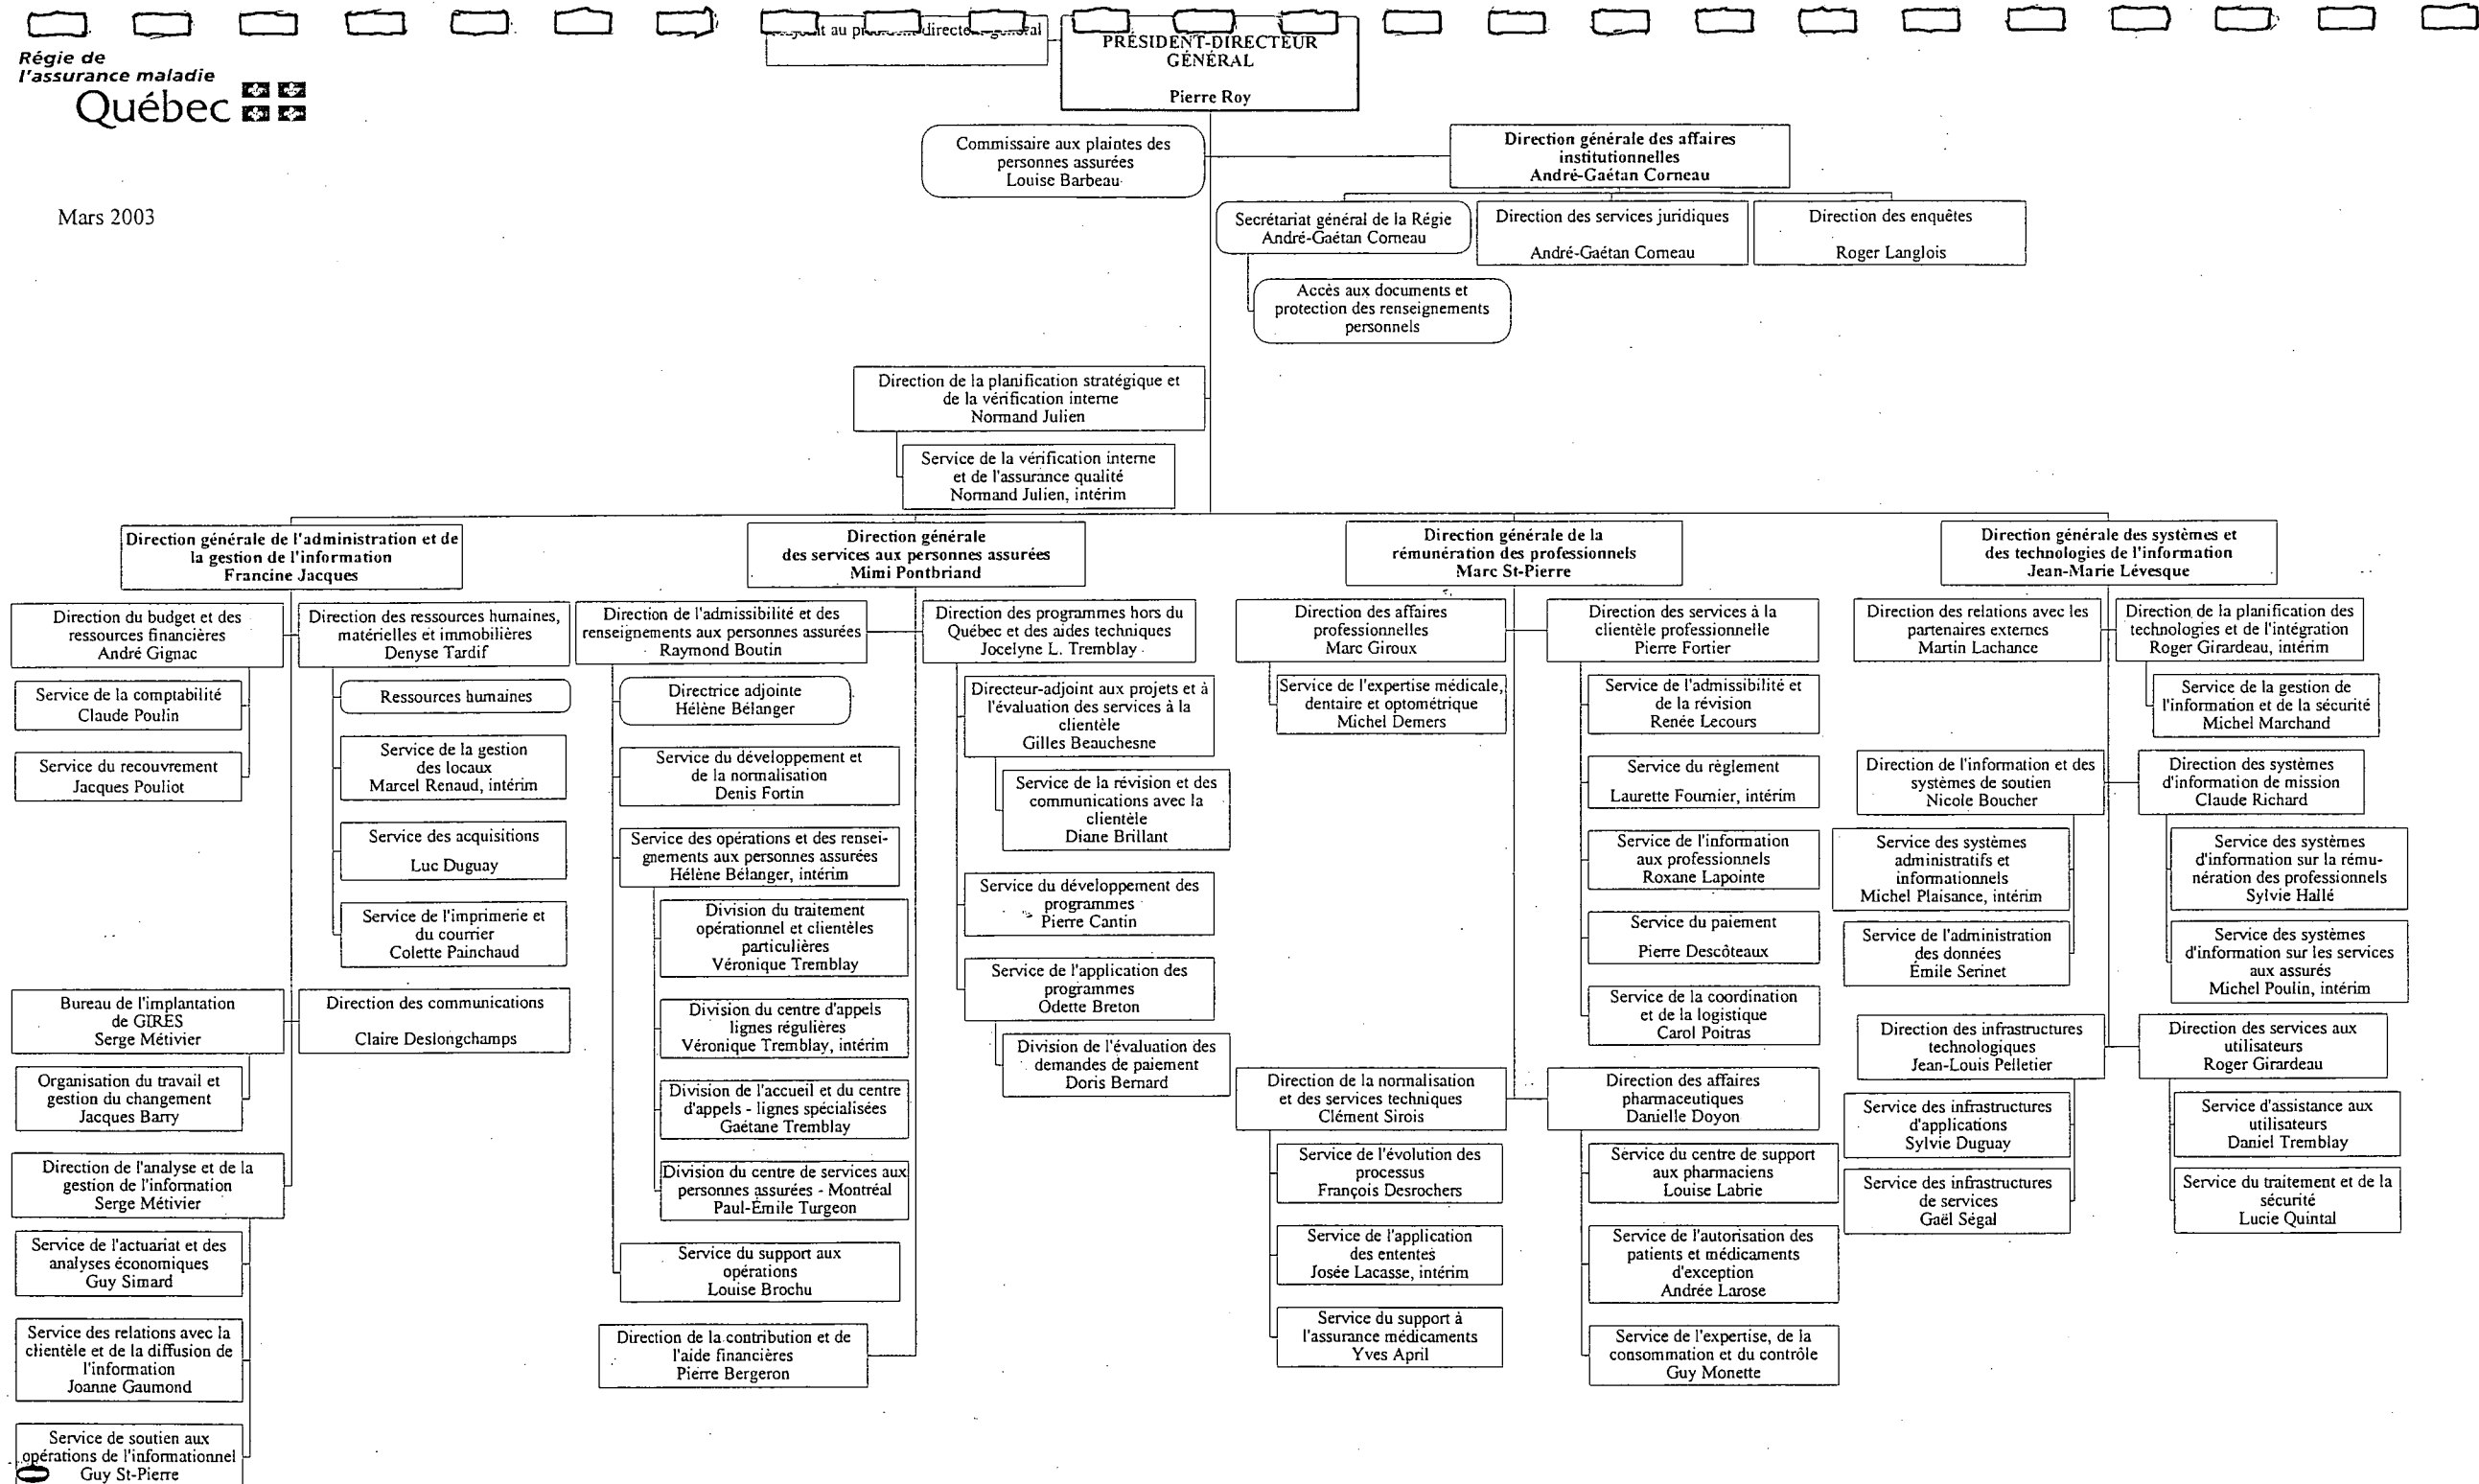 au directeur général
PRÉSIDENT-DIRECTEUR
GÉNÉRAL
Pierre Roy
Régie de
l'assurance maladie
Québec
Mars 2003
Commissaire aux plaintes des
personnes assurées
Louise Barbeau
Direction générale des affaires
institutionnelles
André-Gaétan Corneau
Secrétariat général de la Régie
André-Gaétan Corneau
Direction des services juridiques
André-Gaétan Corneau
Direction des enquêtes
Roger Langlois
Accès aux documents et
protection des renseignements
personnels
Direction de la planification stratégique et
de la vérification interne
Normand Julien
Service de la vérification interne
et de l'assurance qualité
Normand Julien, intérim
Direction générale de l'administration et de
la gestion de l'information
Francine Jacques
Direction du budget et des
ressources financières
André Gignac
Service de la comptabilité
Claude Poulin
Service du recouvrement
Jacques Pouliot
Direction des ressources humaines,
matérielles et immobilières
Denyse Tardif
Ressources humaines
Service de la gestion
des locaux
Marcel Renaud, intérim
Service des acquisitions
Luc Duguay
Service de l'imprimerie et
du courrier
Colette Painchaud
Bureau de l'implantation
de GIRES
Serge Métivier
Organisation du travail et
gestion du changement
Jacques Barry
Direction des communications
Claire Deslongchamps
Direction de l'analyse et de la
gestion de l'information
Serge Métivier
Service de l'actuariat et des
analyses économiques
Guy Simard
Service des relations avec la
clientèle et de la diffusion de
l'information
Joanne Gaumond
Service de soutien aux
opérations de l'informationnel
Guy St-Pierre
Direction générale
des services aux personnes assurées
Mimi Pontbriand
Direction de l'admissibilité et des
renseignements aux personnes assurées
Raymond Boutin
Directrice adjointe
Hélène Bélanger
Service du développement et
de la normalisation
Denis Fortin
Service des opérations et des rensei-
gnements aux personnes assurées
Hélène Bélanger, intérim
Division du traitement
opérationnel et clientèles
particulières
Véronique Tremblay
Division du centre d'appels
lignes régulières
Véronique Tremblay, intérim
Division de l'accueil et du centre
d'appels - lignes spécialisées
Gaétane Tremblay
Division du centre de services aux
personnes assurées - Montréal
Paul-Émile Turgeon
Service du support aux
opérations
Louise Brochu
Direction de la contribution et de
l'aide financières
Pierre Bergeron
Direction des programmes hors du
Québec et des aides techniques
Jocelyne L. Tremblay
Directeur-adjoint aux projets et à
l'évaluation des services à la
clientèle
Gilles Beauchesne
Service de la révision et des
communications avec la
clientèle
Diane Brillant
Service du développement des
programmes
Pierre Cantin
Service de l'application des
programmes
Odette Breton
Division de l'évaluation des
demandes de paiement
Doris Bernard
Direction générale de la
rémunération des professionnels
Marc St-Pierre
Direction des affaires
professionnelles
Marc Giroux
Service de l'expertise médicale,
dentaire et optométrique
Michel Demers
Direction des services à la
clientèle professionnelle
Pierre Fortier
Service de l'admissibilité et
de la révision
Renée Lecours
Service du règlement
Laurette Fournier, intérim
Service de l'information
aux professionnels
Roxane Lapointe
Service du paiement
Pierre Descôteaux
Service de la coordination
et de la logistique
Carol Poitras
Direction de la normalisation
et des services techniques
Clément Sirois
Service de l'évolution des
processus
François Desrochers
Service de l'application
des ententes
Josée Lacasse, intérim
Service du support à
l'assurance médicaments
Yves April
Direction des affaires
pharmaceutiques
Danielle Doyon
Service du centre de support
aux pharmaciens
Louise Labrie
Service de l'autorisation des
patients et médicaments
d'exception
Andrée Larose
Service de l'expertise, de la
consommation et du contrôle
Guy Monette
Direction générale des systèmes et
des technologies de l'information
Jean-Marie Lévesque
Direction des relations avec les
partenaires externes
Martin Lachance
Direction de la planification des
technologies et de l'intégration
Roger Girardeau, intérim
Service de la gestion de
l'information et de la sécurité
Michel Marchand
Direction de l'information et des
systèmes de soutien
Nicole Boucher
Service des systèmes
administratifs et
informationnels
Michel Plaisance, intérim
Service de l'administration
des données
Émile Serinet
Direction des systèmes
d'information de mission
Claude Richard
Service des systèmes
d'information sur la rému-
nération des professionnels
Sylvie Hallé
Service des systèmes
d'information sur les services
aux assurés
Michel Poulin, intérim
Direction des infrastructures
technologiques
Jean-Louis Pelletier
Service des infrastructures
d'applications
Sylvie Duguay
Service des infrastructures
de services
Gaël Ségal
Direction des services aux
utilisateurs
Roger Girardeau
Service d'assistance aux
utilisateurs
Daniel Tremblay
Service du traitement et de la
sécurité
Lucie Quintal